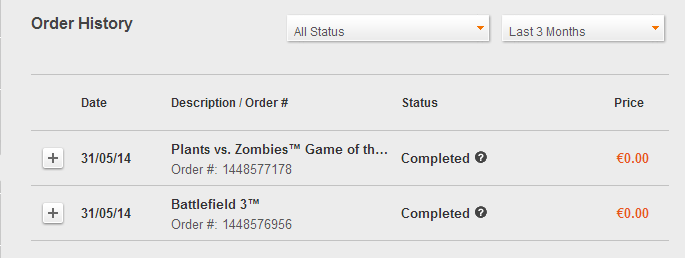 Order History
All Status
Last 3 Months
Date Description / Order # Status Price
31/05/14 Plants vs. Zombies™ Game of th... Completed €0.00
Order #: 1448577178
31/05/14 Battlefield 3™ Completed €0.00
Order #: 1448576956